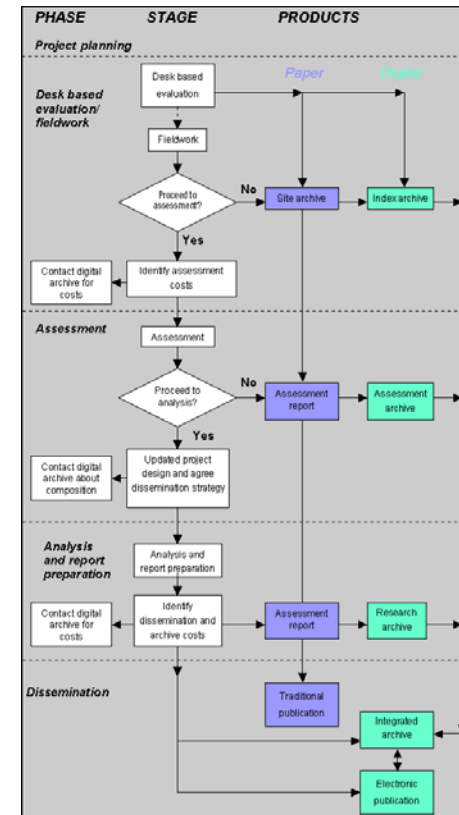 PHASE STAGE PRODUCTS
Project planning
Desk based
evaluation/
fieldwork
Desk based
evaluation
Paper
Digital
Fieldwork
Proceed to
assessment?
No
Site archive
Index archive
Yes
Contact digital
archive for
costs
Identify assessment
costs
Assessment
Assessment
Proceed to
analysis?
No
Assessment
report
Assessment
archive
Yes
Contact digital
archive about
composition
Updated project
design and agree
dissemination strategy
Analysis
and report
preparation
Analysis and
report preparation
Contact digital
archive for
costs
Identify
dissemination and
archive costs
Assessment
report
Research
archive
Dissemination
Traditional
publication
Integrated
archive
Electronic
publication